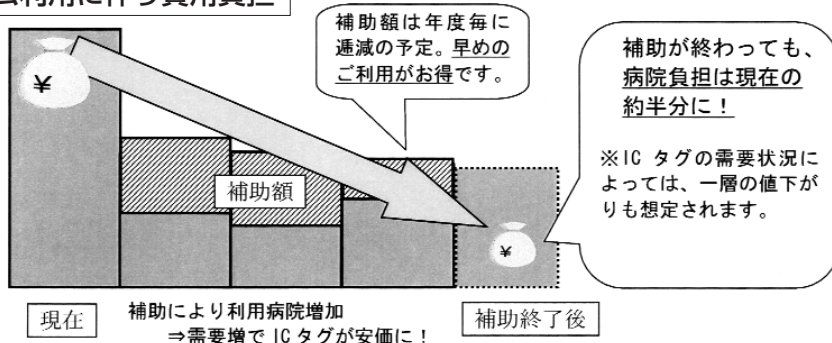 利用に伴う費用負担
補助額は年度毎に
逓減の予定。早めの
ご利用がお得です。
補助が終わっても、
病院負担は現在の
約半分に！
※IC タグの需要状況に
よっては、一層の値下が
りも想定されます。
¥
補助額
¥
現在
補助により利用病院増加
⇒需要増で IC タグが安価に！
補助終了後